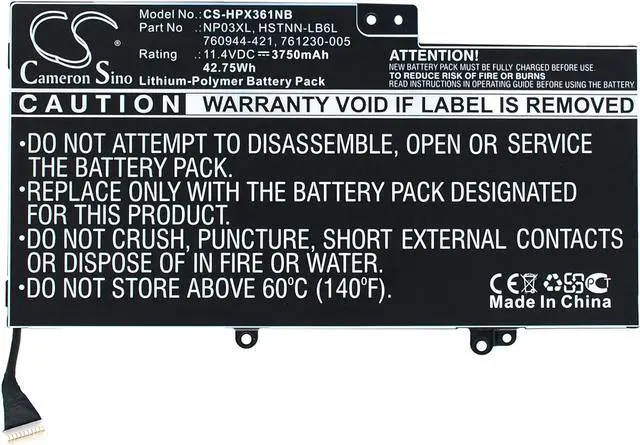 CS
Cameron Sino
Model No. : CS-HPX361NB
Part No. : NP03XL, HSTNN-LB6L
760944-421, 761230-005
Rating : 11.4VDC ⎓ 3750mAh
42.75Wh
Lithium-Polymer Battery Pack
ATTENTION!
NEW BATTERY PACK MUST BE FULLY CHARGED BEFORE USE
TO REDUCE RISK OF FIRE OR BURNS
READ INSTRUCTIONS IN OPERATING GUIDE BEFORE USE
CAUTION WARRANTY VOID IF LABEL IS REMOVED
•DO NOT ATTEMPT TO DISASSEMBLE, OPEN OR SERVICE
THE BATTERY PACK.
•REPLACE ONLY WITH THE BATTERY PACK DESIGNATED
FOR THIS PRODUCT.
•DO NOT CRUSH, PUNCTURE, SHORT EXTERNAL CONTACTS
OR DISPOSE OF IN FIRE OR WATER.
•DO NOT STORE ABOVE 60°C (140°F).
CE
Made In China